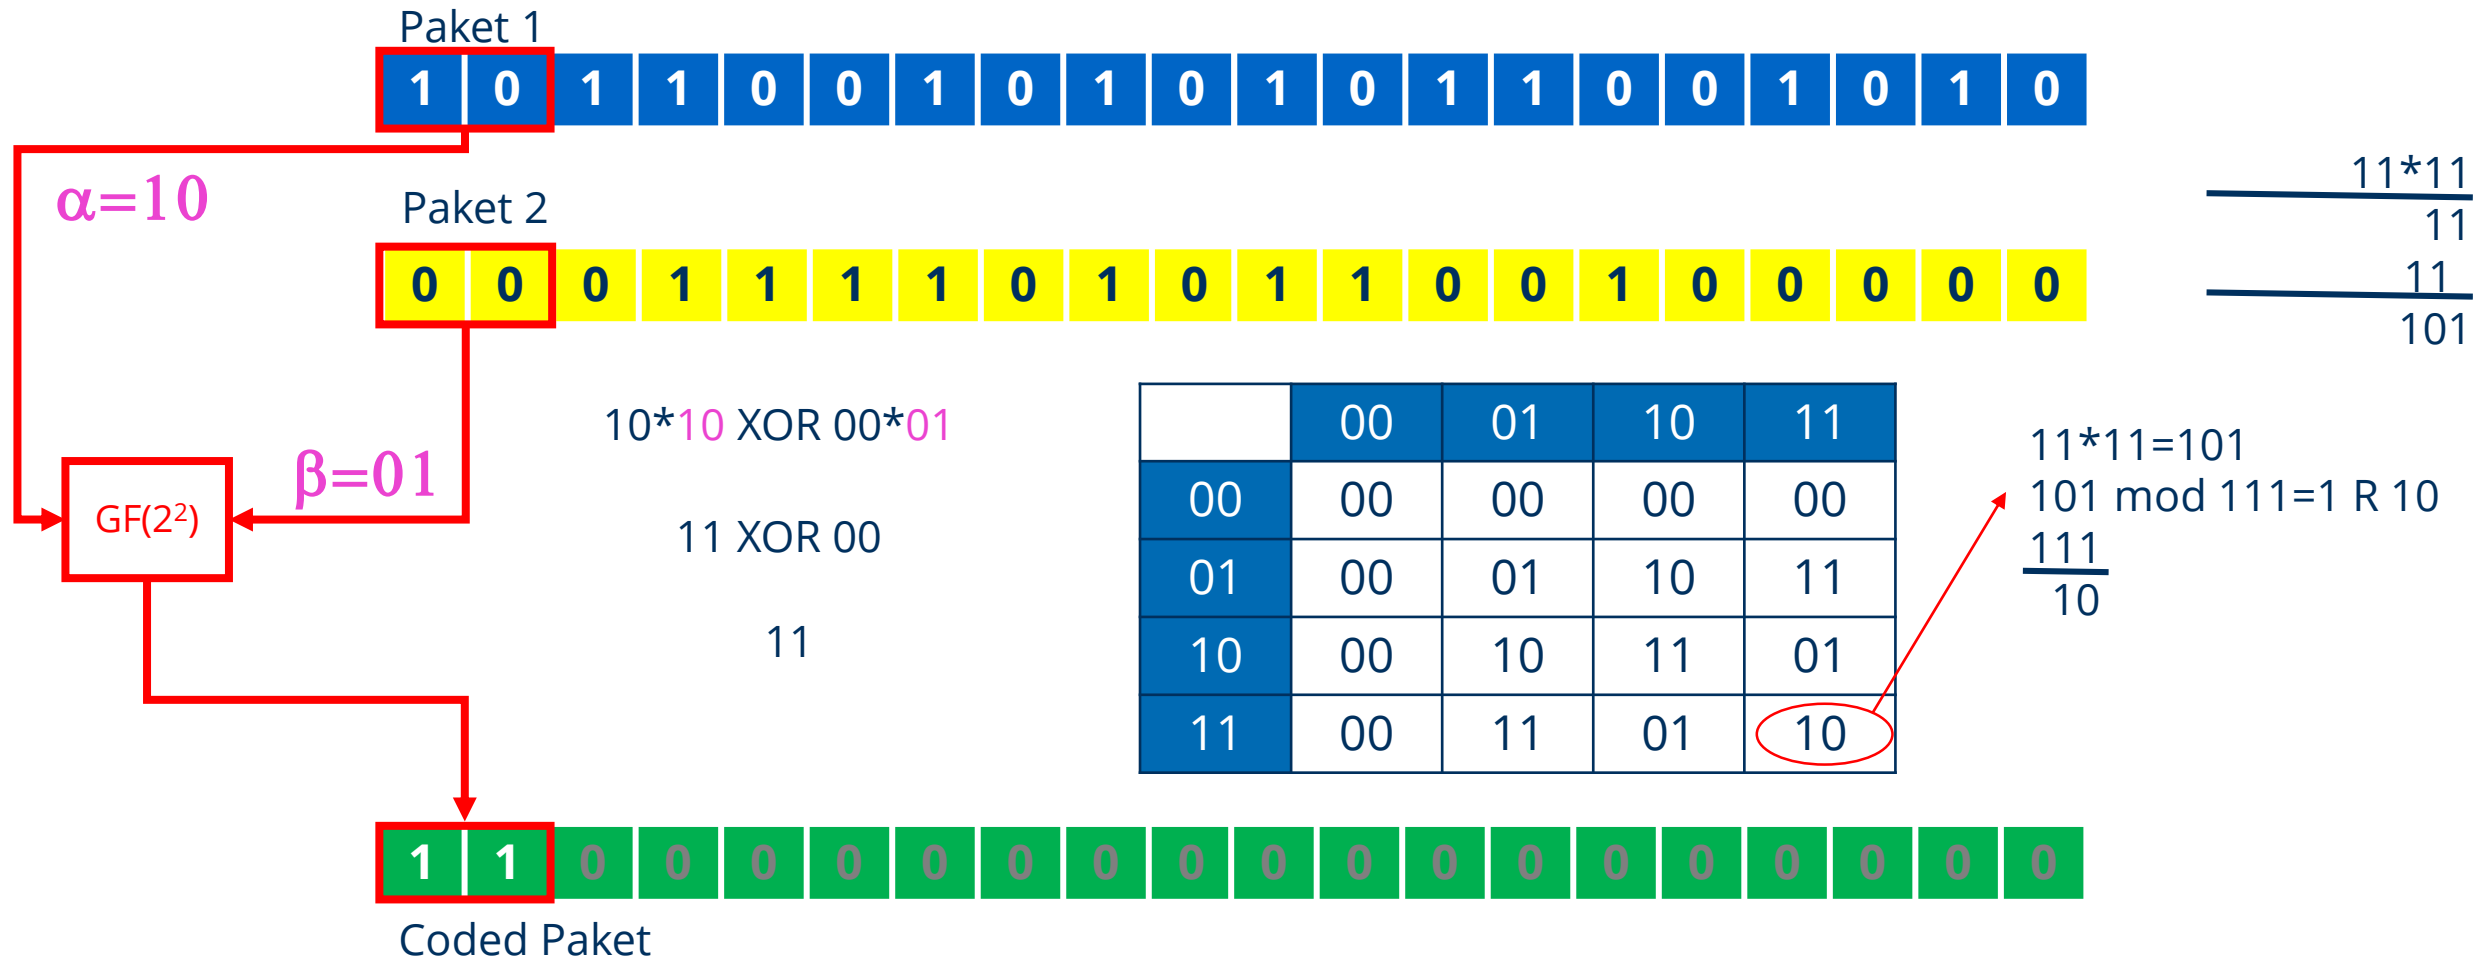 Paket 1
1 0 1 1 0 0 1 0 1 0 1 0 1 1 0 0 1 0 1 0
α=10
Paket 2
0 0 0 1 1 1 1 0 1 0 1 1 0 0 1 0 0 0 0 0
11*11
11
11
101
10*10 XOR 00*01
11 XOR 00
11
β=01
GF(2²)
00 01 10 11
00 00 00 00 00
01 00 01 10 11
10 00 10 11 01
11 00 11 01 10
11*11=101
101 mod 111=1 R 10
111
10
1 1 0 0 0 0 0 0 0 0 0 0 0 0 0 0 0 0 0 0
Coded Paket